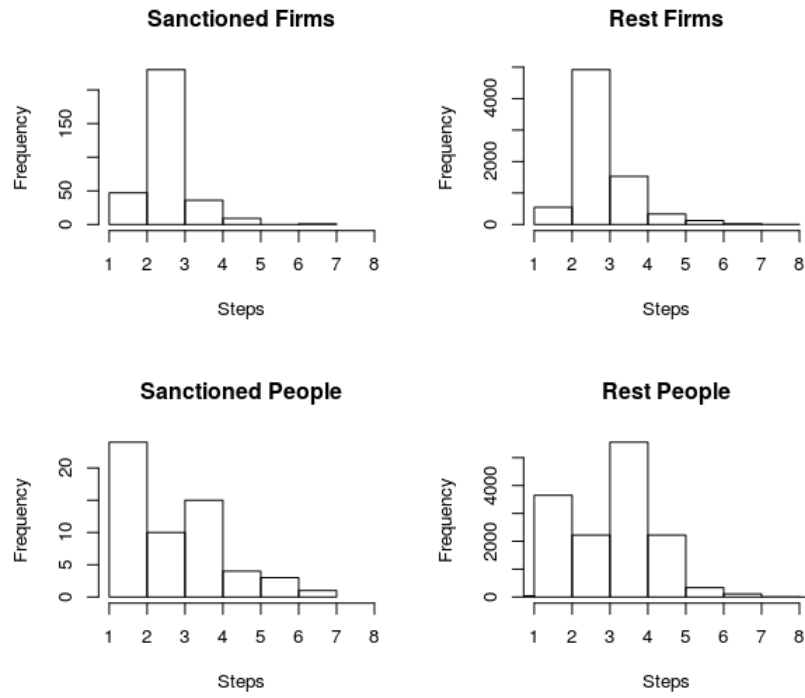 Sanctioned Firms
Frequency
0 50 150
1 2 3 4 5 6 7 8
Steps
Rest Firms
Frequency
0 2000 4000
1 2 3 4 5 6 7 8
Steps
Sanctioned People
Frequency
0 5 10 20
1 2 3 4 5 6 7 8
Steps
Rest People
Frequency
0 2000 4000
1 2 3 4 5 6 7 8
Steps